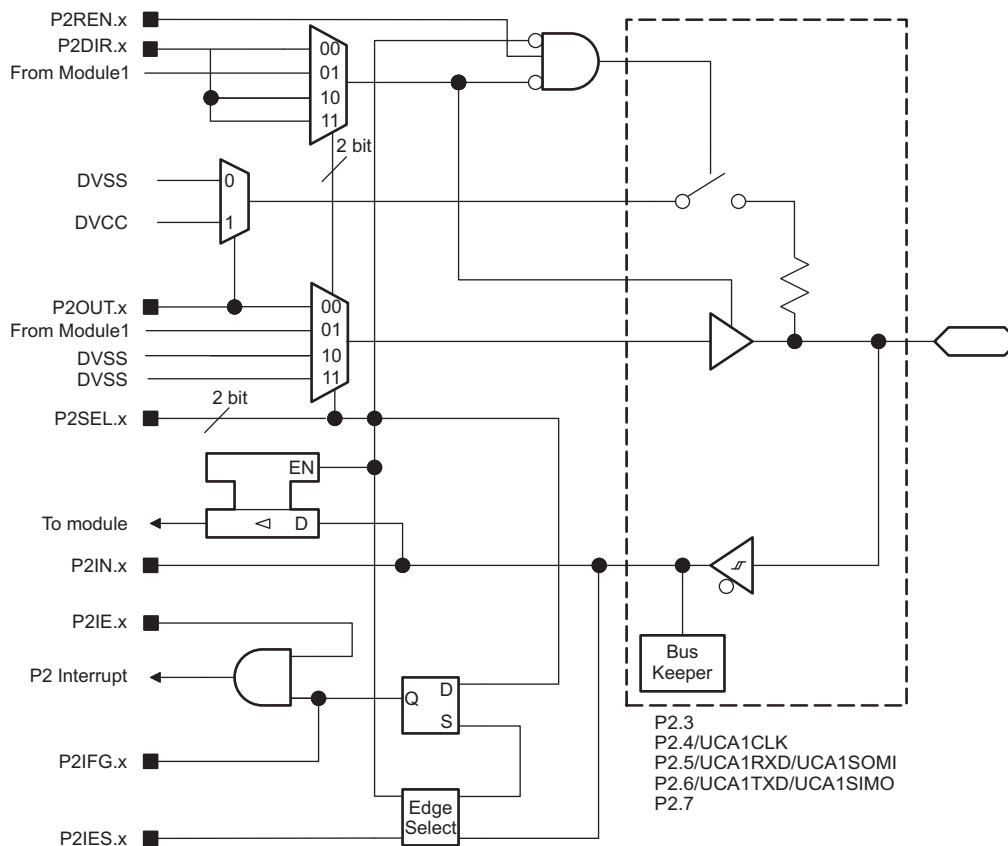 P2REN.x
P2DIR.x
From Module1
00
01
10
11
2 bit
DVSS
DVCC
0
1
P2OUT.x
From Module1
DVSS
DVSS
00
01
10
11
P2SEL.x
2 bit
EN
D
To module
P2IN.x
Bus
Keeper
P2IE.x
P2 Interrupt
Q
D
S
P2IFG.x
P2IES.x
Edge
Select
P2.3
P2.4/UCA1CLK
P2.5/UCA1RXD/UCA1SOMI
P2.6/UCA1TXD/UCA1SIMO
P2.7